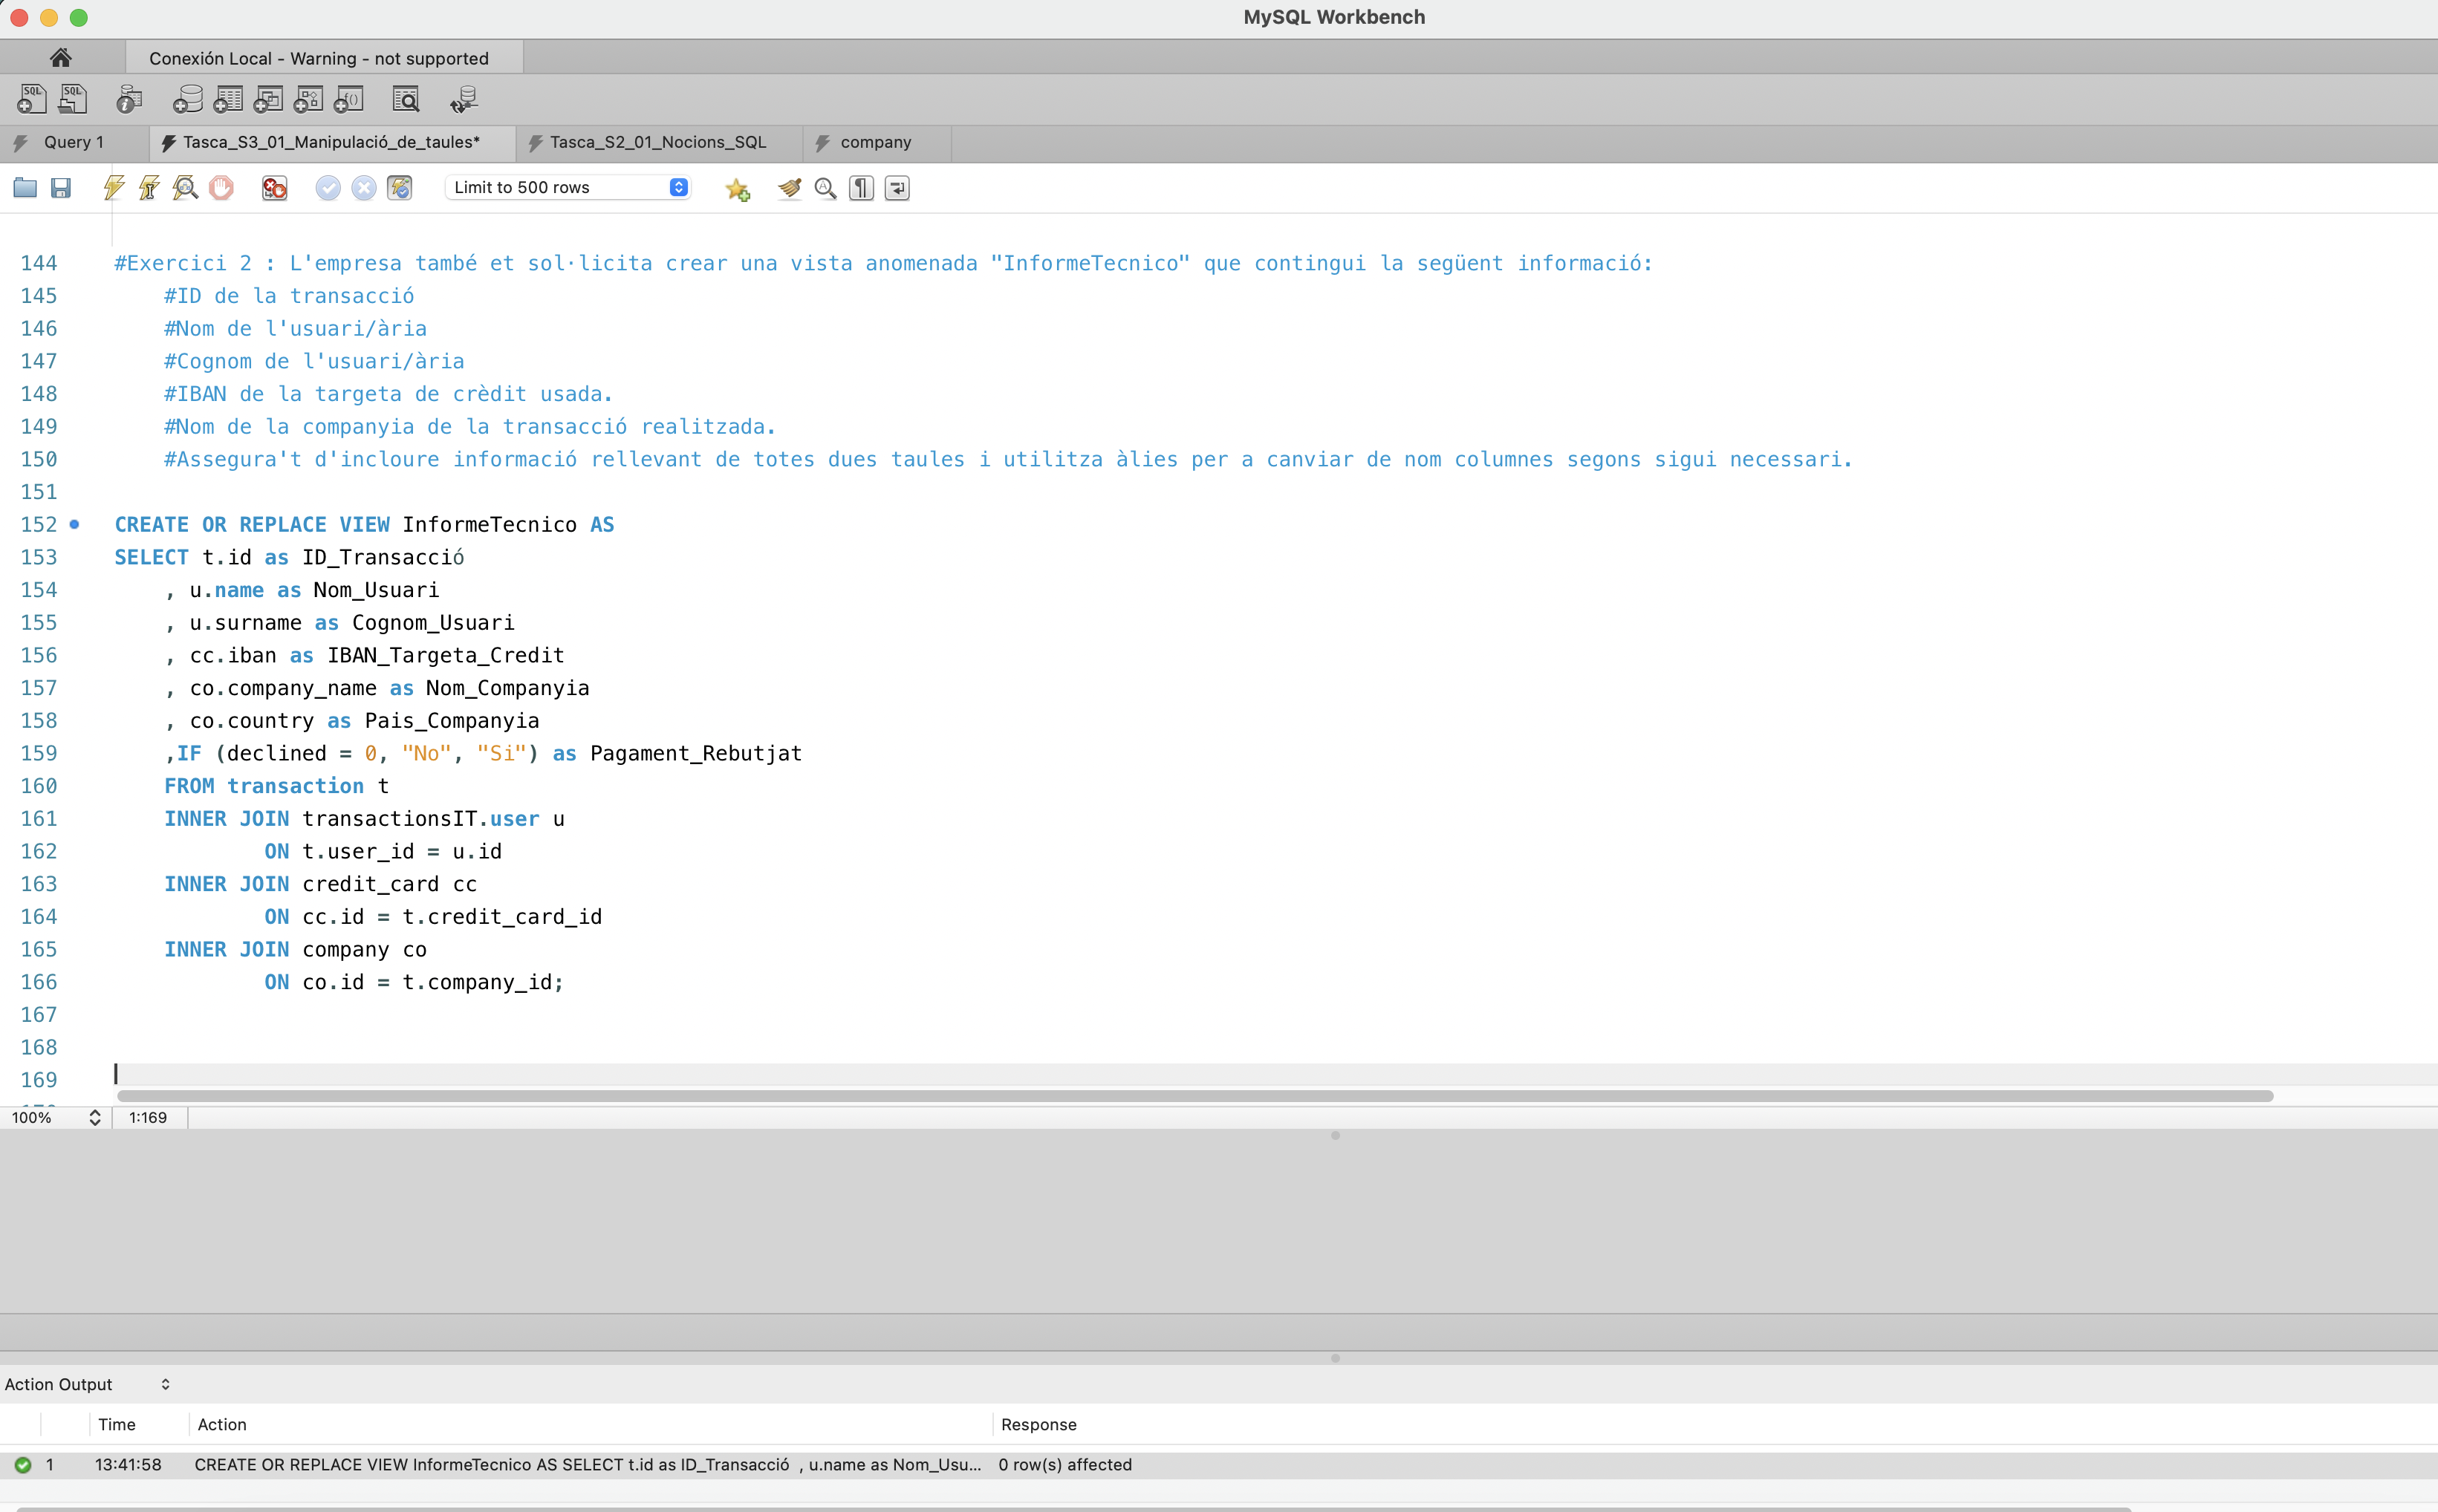 MySQL Workbench
Conexión Local - Warning - not supported
Query 1
Tasca_S3_01_Manipulació_de_taules*
Tasca_S2_01_Nocions_SQL
company
Limit to 500 rows
144 #Exercici 2 : L'empresa també et sol·licita crear una vista anomenada "InformeTecnico" que contingui la següent informació:
145 #ID de la transacció
146 #Nom de l'usuari/ària
147 #Cognom de l'usuari/ària
148 #IBAN de la targeta de crèdit usada.
149 #Nom de la companyia de la transacció realitzada.
150 #Assegura't d'incloure informació rellevant de totes dues taules i utilitza àlies per a canviar de nom columnes segons sigui necessari.
151
152 CREATE OR REPLACE VIEW InformeTecnico AS
153 SELECT t.id as ID_Transacció
154 , u.name as Nom_Usuari
155 , u.surname as Cognom_Usuari
156 , cc.iban as IBAN_Targeta_Credit
157 , co.company_name as Nom_Companyia
158 , co.country as Pais_Companyia
159 ,IF (declined = 0, "No", "Si") as Pagament_Rebutjat
160 FROM transaction t
161 INNER JOIN transactionsIT.user u
162 ON t.user_id = u.id
163 INNER JOIN credit_card cc
164 ON cc.id = t.credit_card_id
165 INNER JOIN company co
166 ON co.id = t.company_id;
167
168
169
100% 1:169
Action Output
Time Action Response
1 13:41:58 CREATE OR REPLACE VIEW InformeTecnico AS SELECT t.id as ID_Transacció , u.name as Nom_Usu... 0 row(s) affected